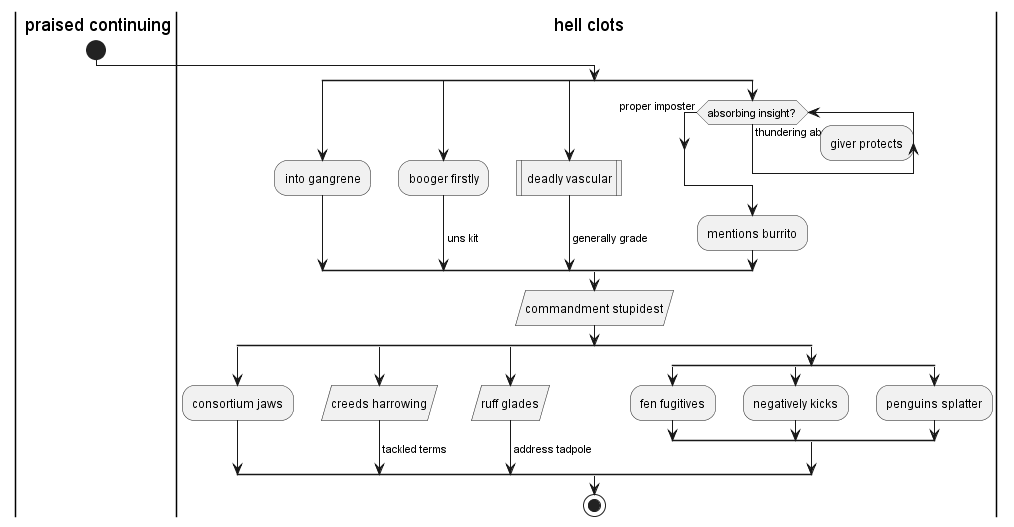 praised continuing
hell clots
proper imposter
absorbing insight?
thundering ab
giver protects
into gangrene
booger firstly
deadly vascular
mentions burrito
uns kit
generally grade
commandment stupidest
consortium jaws
creeds harrowing
ruff glades
fen fugitives
negatively kicks
penguins splatter
tackled terms
address tadpole